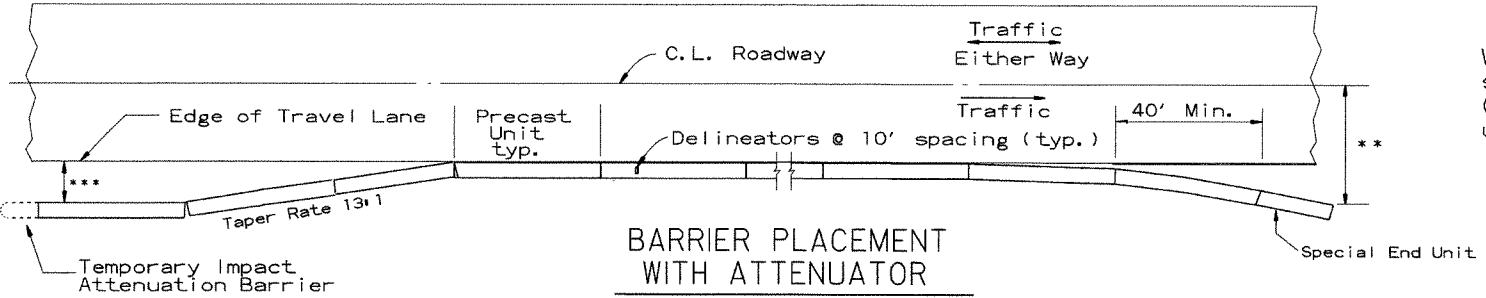 Traffic
Either Way
C.L. Roadway
Traffic
40' Min.
Edge of Travel Lane
Precast
Unit
typ.
Delineators @ 10' spacing (typ.)
**
***
Taper Rate 13:1
BARRIER PLACEMENT
WITH ATTENUATOR
Special End Unit
Temporary Impact
Attenuation Barrier